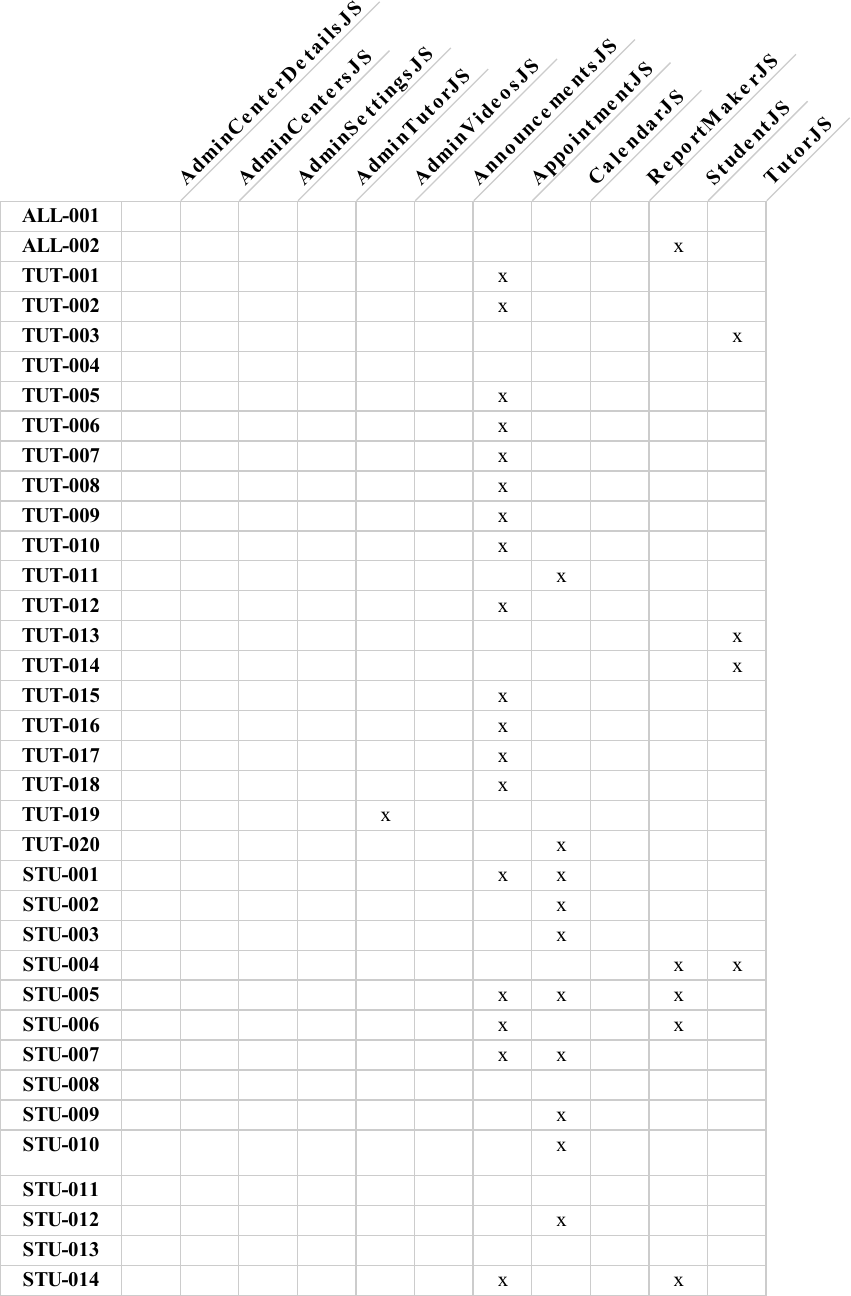 AdminCenterDetailsJS
AdminCentersJS
AdminSettingsJS
AdminTutorJS
AdminVideosJS
AnnouncementsJS
AppointmentJS
CalendarJS
ReportMakerJS
StudentJS
TutorJS
ALL-001
ALL-002 x
TUT-001 x
TUT-002 x
TUT-003 x
TUT-004
TUT-005 x
TUT-006 x
TUT-007 x
TUT-008 x
TUT-009 x
TUT-010 x
TUT-011 x
TUT-012 x
TUT-013 x
TUT-014 x
TUT-015 x
TUT-016 x
TUT-017 x
TUT-018 x
TUT-019 x
TUT-020 x
STU-001 x x
STU-002 x
STU-003 x
STU-004 x x
STU-005 x x x
STU-006 x x
STU-007 x x
STU-008
STU-009 x
STU-010 x
STU-011
STU-012 x
STU-013
STU-014 x x